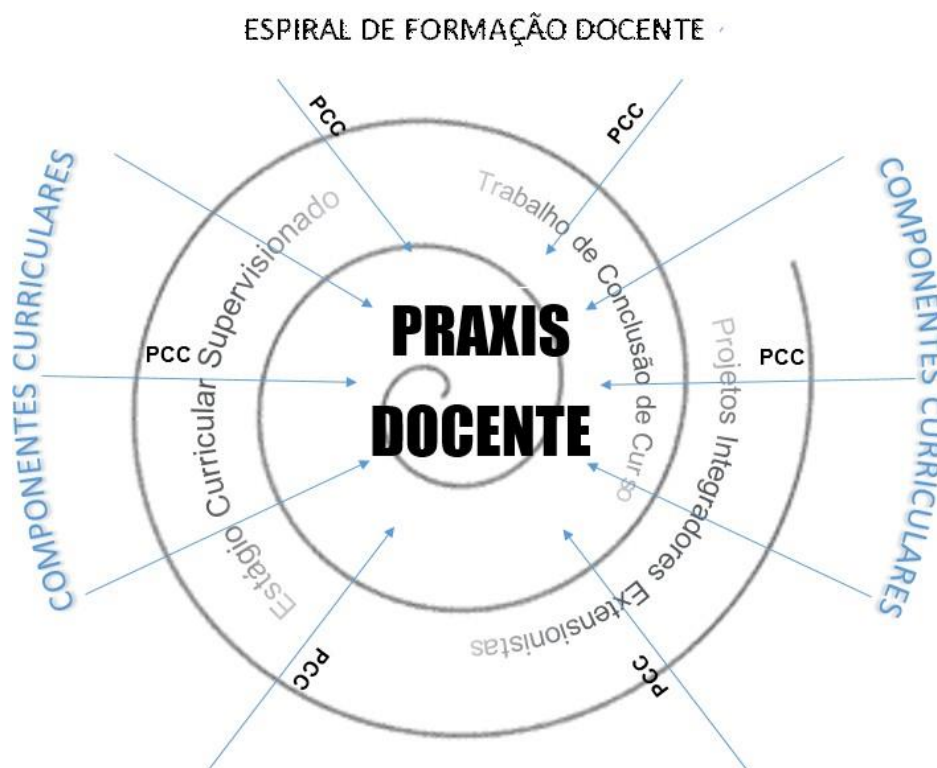 ESPIRAL DE FORMAÇÃO DOCENTE
PCC
PCC
COMPONENTES CURRICULARES
COMPONENTES CURRICULARES
Estágio Curricular Supervisionado
Trabalho de Conclusão de Curso
Projetos Integradores Extensionistas
PCC
PCC
PRAXIS
DOCENTE
PCC
PCC